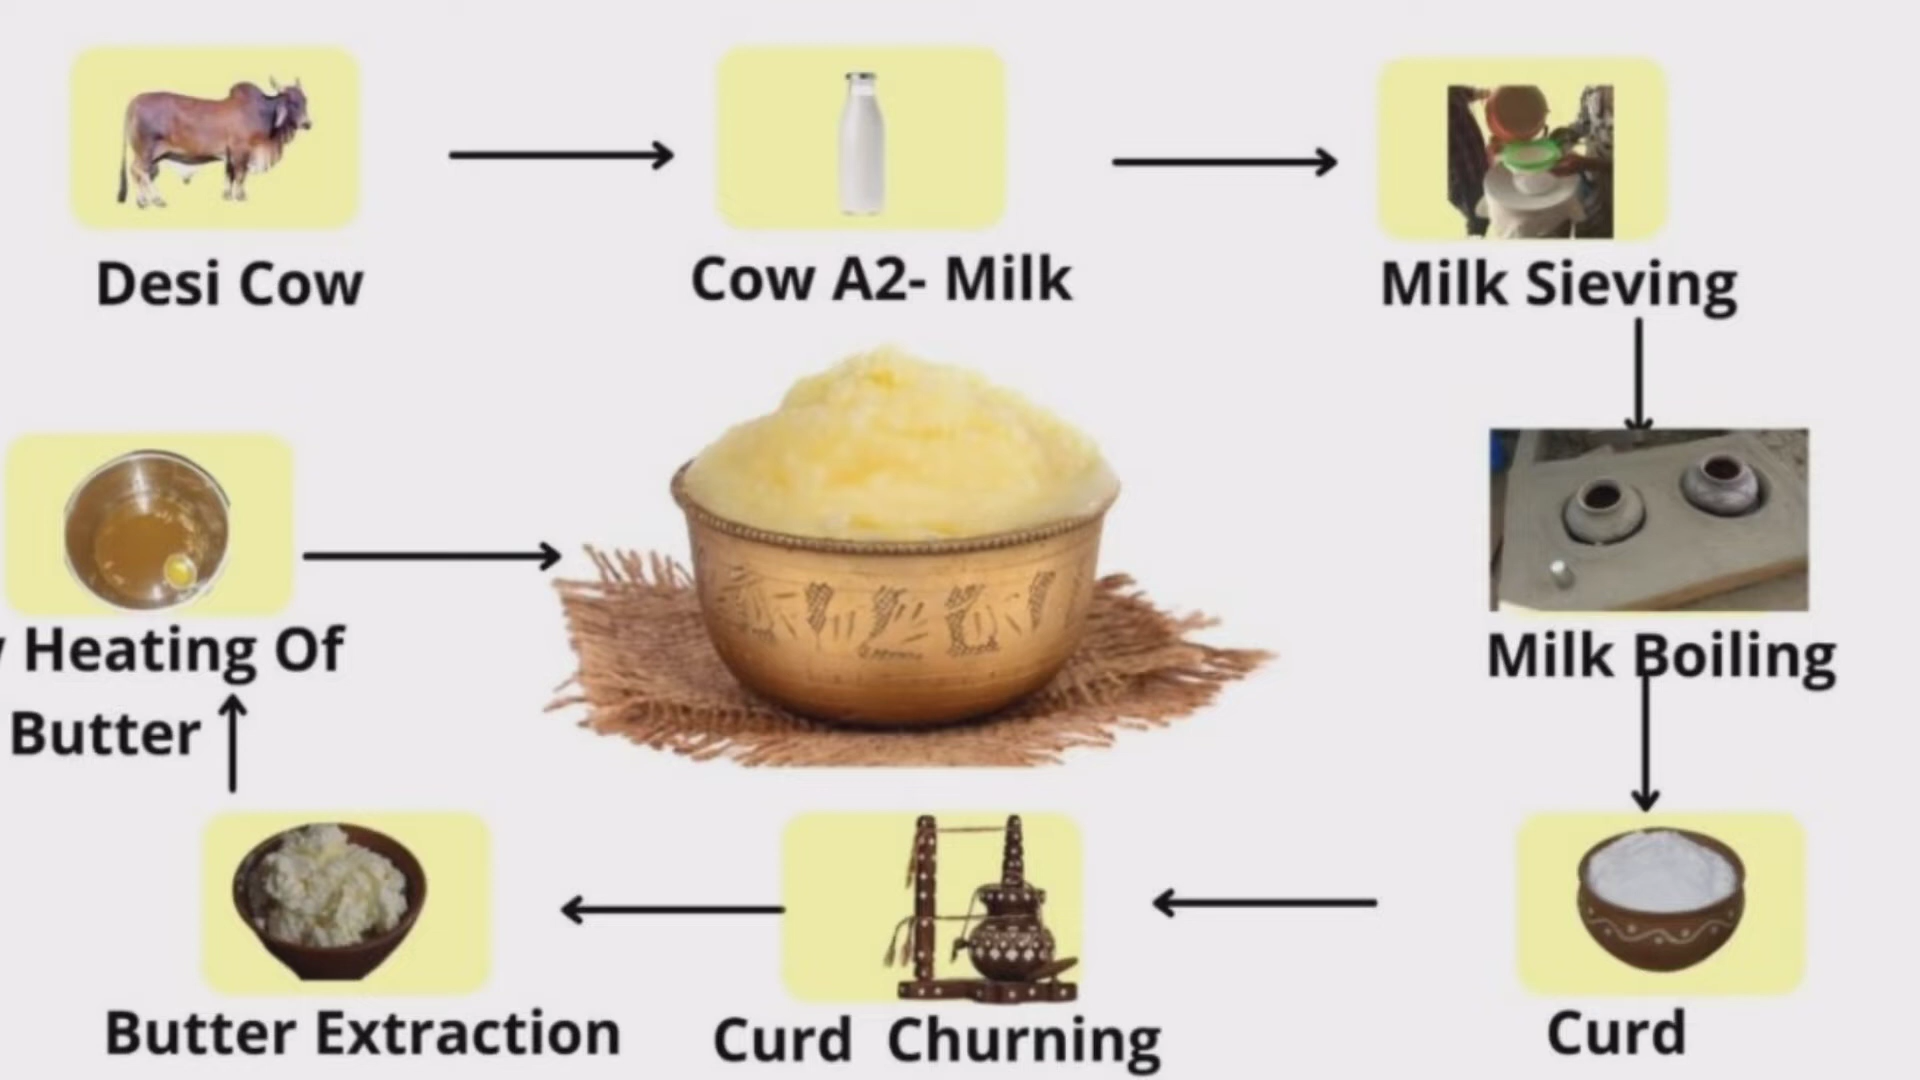 Desi Cow
Cow A2- Milk
Milk Sieving
Milk Boiling
Curd
Curd Churning
Butter Extraction
Heating Of
Butter